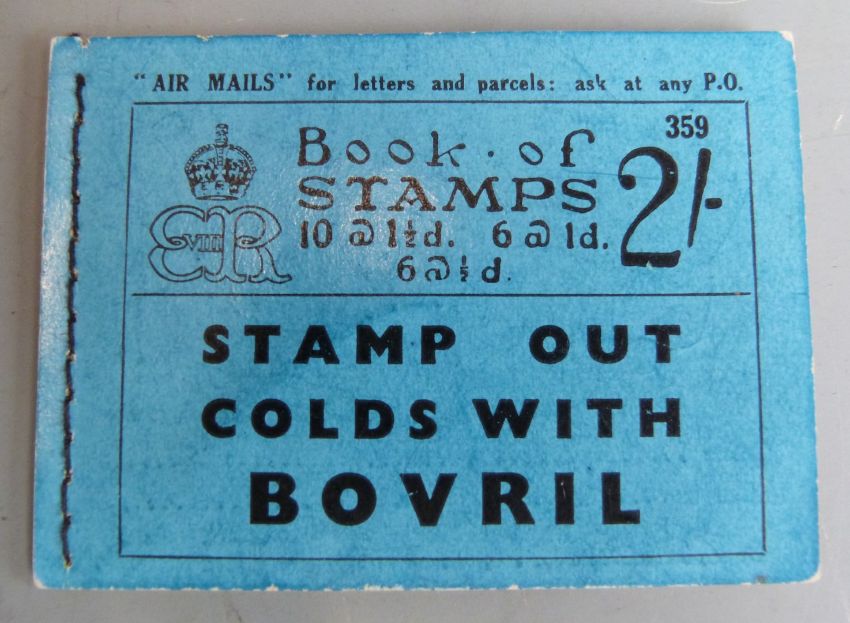 "AIR MAILS" for letters and parcels: ask at any P.O.
359
Book · of
STAMPS
2/-
EVIIIR
10 @ 1½d. 6 @ 1d.
6 @ ½d.
STAMP OUT
COLDS WITH
BOVRIL